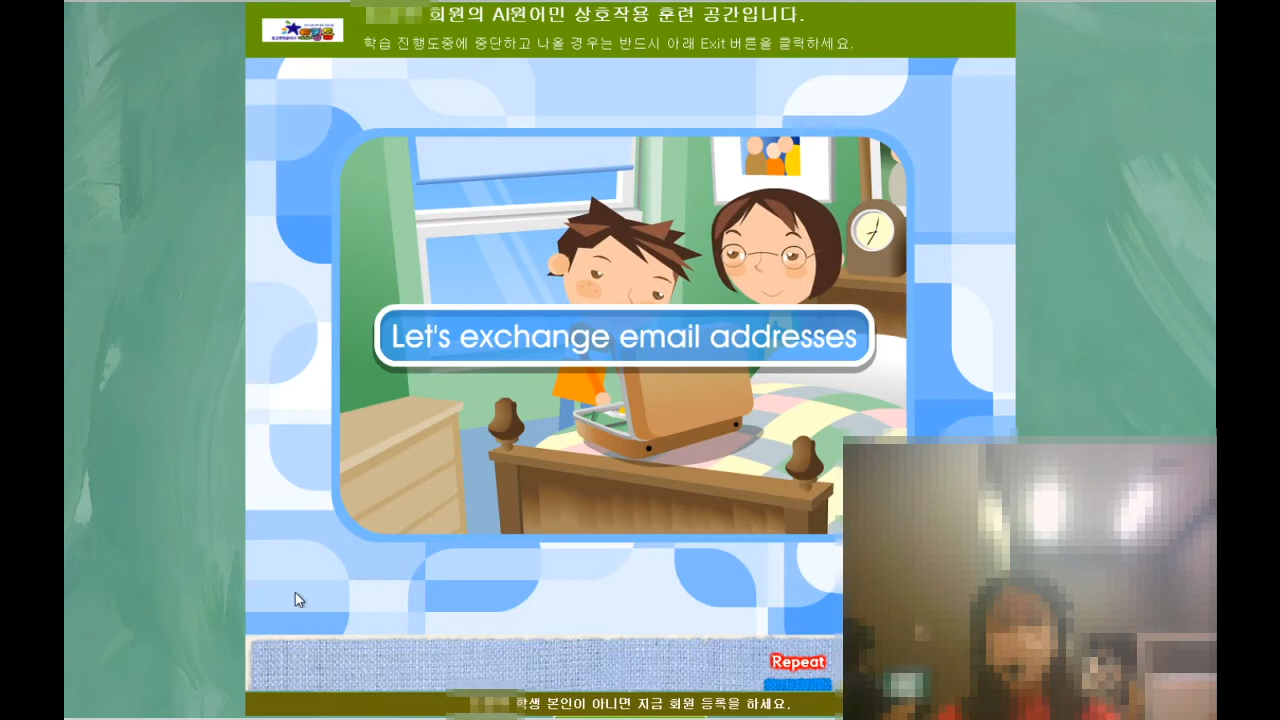 회원의 AI원어민 상호작용 훈련 공간입니다.
학습 진행도중에 중단하고 나올 경우는 반드시 아래 Exit 버튼을 클릭하세요.
Let's exchange email addresses
Repeat
학생 본인이 아니면 지금 회원 등록을 하세요.